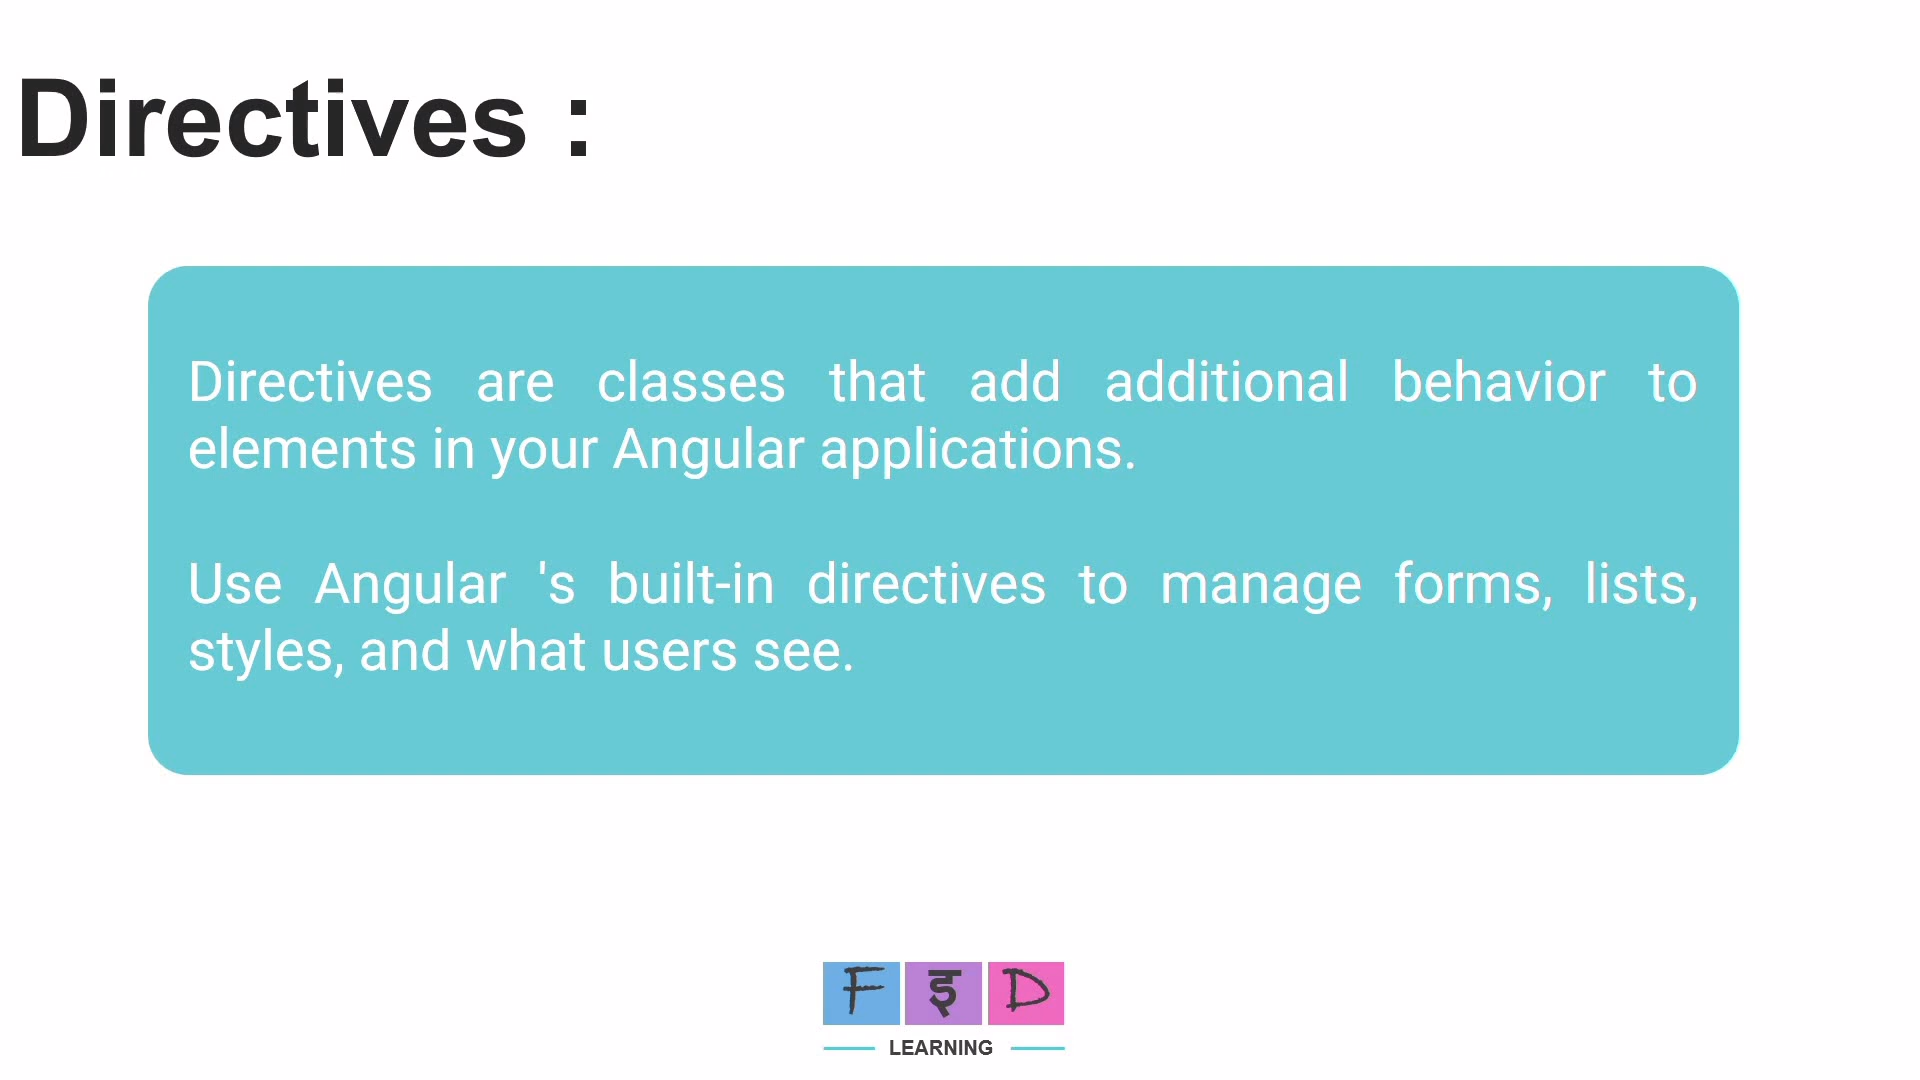 Directives :
Directives are classes that add additional behavior to
elements in your Angular applications.
Use Angular 's built-in directives to manage forms, lists,
styles, and what users see.
F इ D
LEARNING